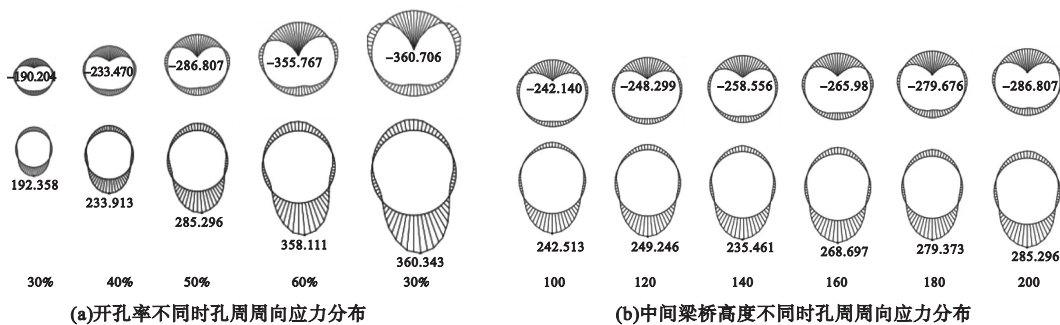 -190.204 -233.470 -286.807 -355.767 -360.706
192.358 233.913 285.296 358.111 360.343
30% 40% 50% 60% 30%
(a)开孔率不同时孔周周向应力分布
-242.140 -248.299 -258.556 -265.98 -279.676 -286.807
242.513 249.246 235.461 268.697 279.373 285.296
100 120 140 160 180 200
(b)中间梁桥高度不同时孔周周向应力分布